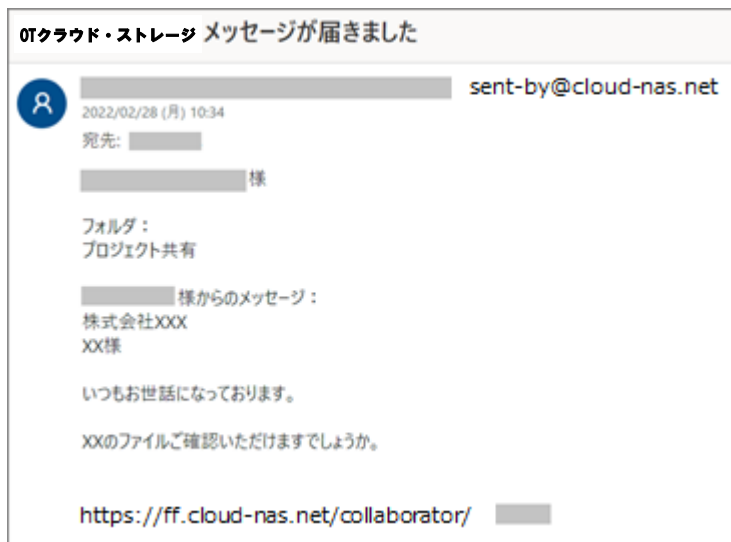 OTクラウド・ストレージ メッセージが届きました
sent-by@cloud-nas.net
2022/02/28 (月) 10:34
宛先:
様
フォルダ：
プロジェクト共有
様からのメッセージ：
株式会社XXX
XX様
いつもお世話になっております。
XXのファイルご確認いただけますでしょうか。
https://ff.cloud-nas.net/collaborator/